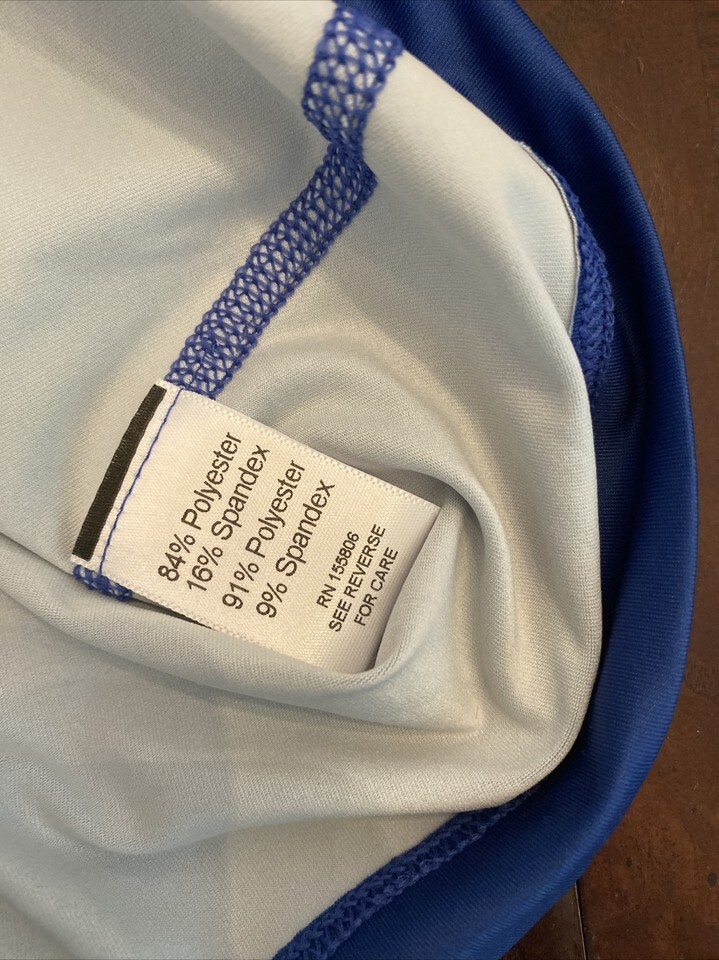 84% Polyester
16% Spandex
91% Polyester
9% Spandex
RN 155806
SEE REVERSE
FOR CARE